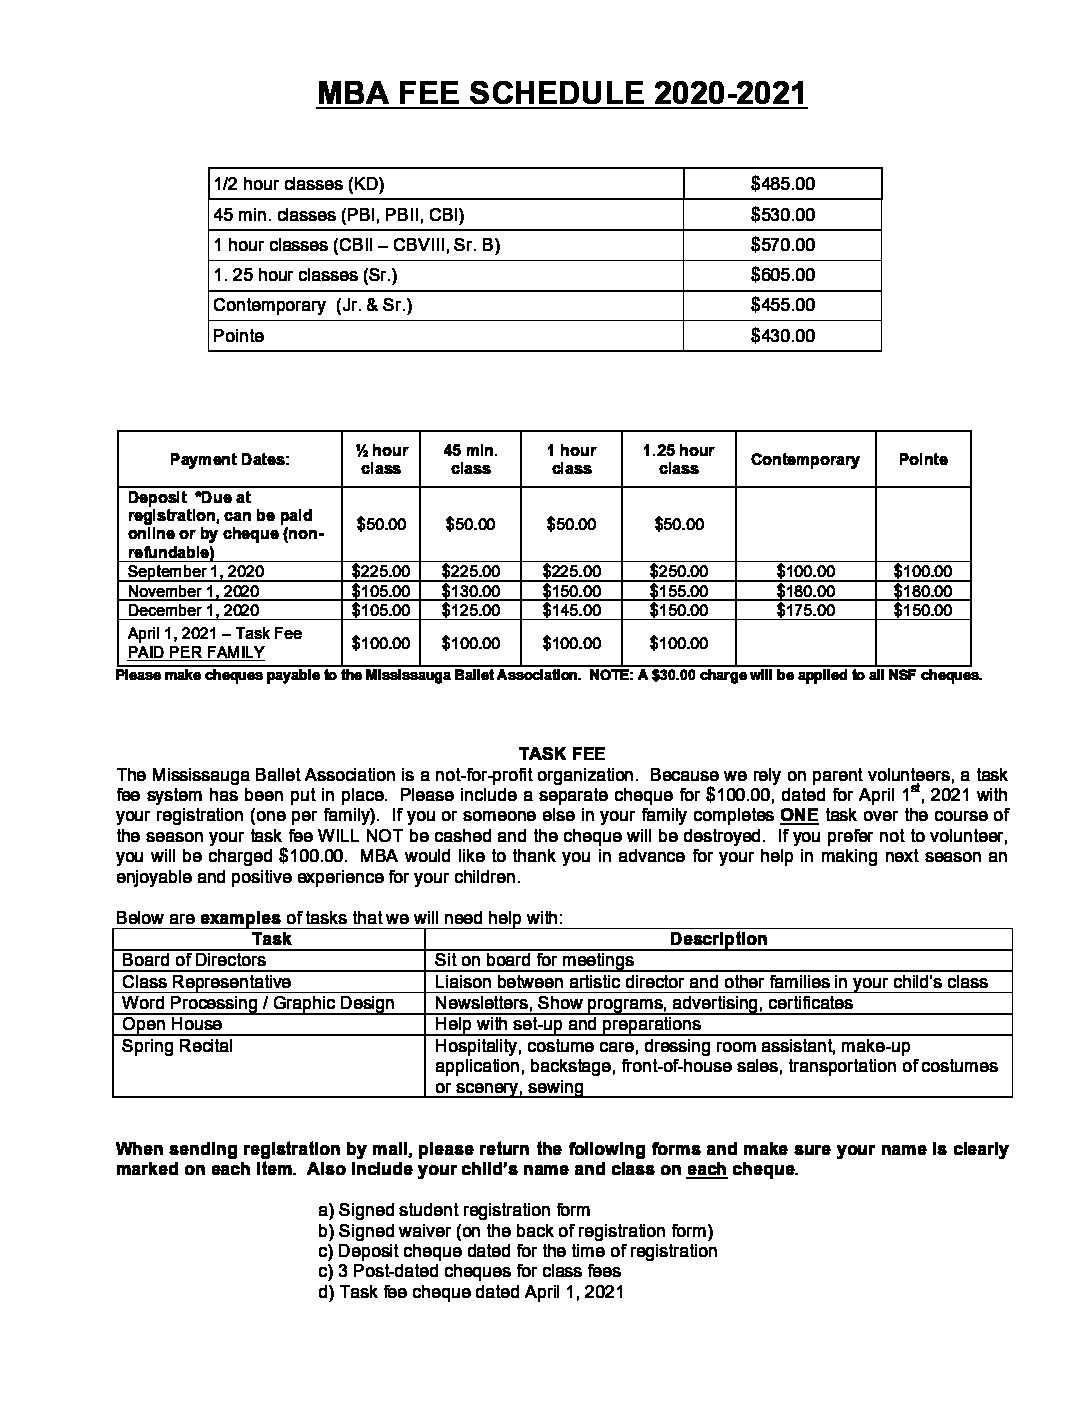 MBA FEE SCHEDULE 2020-2021
1/2 hour classes (KD) $485.00
45 min. classes (PBI, PBII, CBI) $530.00
1 hour classes (CBII – CBVIII, Sr. B) $570.00
1. 25 hour classes (Sr.) $605.00
Contemporary (Jr. & Sr.) $455.00
Pointe $430.00
Payment Dates: ½ hour class 45 min. class 1 hour class 1.25 hour class Contemporary Pointe
Deposit *Due at
registration, can be paid
online or by cheque (non-
refundable) $50.00 $50.00 $50.00 $50.00
September 1, 2020 $225.00 $225.00 $225.00 $250.00 $100.00 $100.00
November 1, 2020 $105.00 $130.00 $150.00 $155.00 $180.00 $180.00
December 1, 2020 $105.00 $125.00 $145.00 $150.00 $175.00 $150.00
April 1, 2021 – Task Fee
PAID PER FAMILY $100.00 $100.00 $100.00 $100.00
Please make cheques payable to the Mississauga Ballet Association. NOTE: A $30.00 charge will be applied to all NSF cheques.
TASK FEE
The Mississauga Ballet Association is a not-for-profit organization. Because we rely on parent volunteers, a task
fee system has been put in place. Please include a separate cheque for $100.00, dated for April 1st, 2021 with
your registration (one per family). If you or someone else in your family completes ONE task over the course of
the season your task fee WILL NOT be cashed and the cheque will be destroyed. If you prefer not to volunteer,
you will be charged $100.00. MBA would like to thank you in advance for your help in making next season an
enjoyable and positive experience for your children.
Below are examples of tasks that we will need help with:
Task Description
Board of Directors Sit on board for meetings
Class Representative Liaison between artistic director and other families in your child's class
Word Processing / Graphic Design Newsletters, Show programs, advertising, certificates
Open House Help with set-up and preparations
Spring Recital Hospitality, costume care, dressing room assistant, make-up
application, backstage, front-of-house sales, transportation of costumes
or scenery, sewing
When sending registration by mail, please return the following forms and make sure your name is clearly
marked on each item. Also include your child's name and class on each cheque.
a) Signed student registration form
b) Signed waiver (on the back of registration form)
c) Deposit cheque dated for the time of registration
c) 3 Post-dated cheques for class fees
d) Task fee cheque dated April 1, 2021